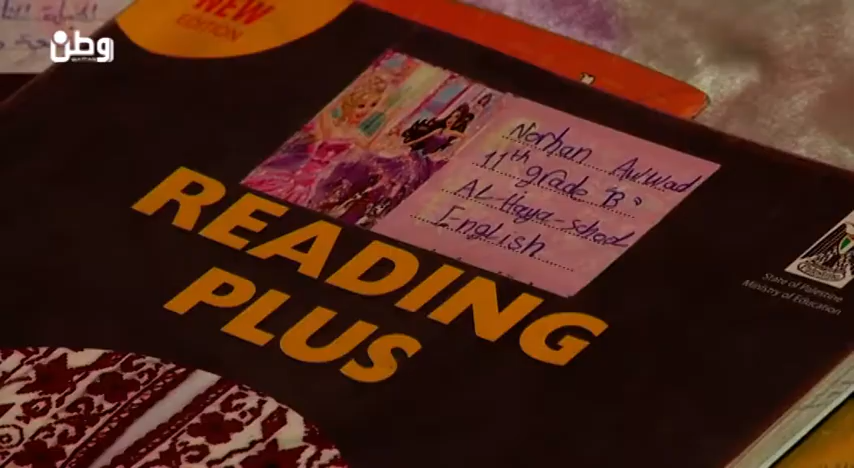 وطن
NEW
EDITION
Norhan Awwad
11th grade "B"
AL-Haya-school
English
READING
PLUS
State of Palestine
Ministry of Education